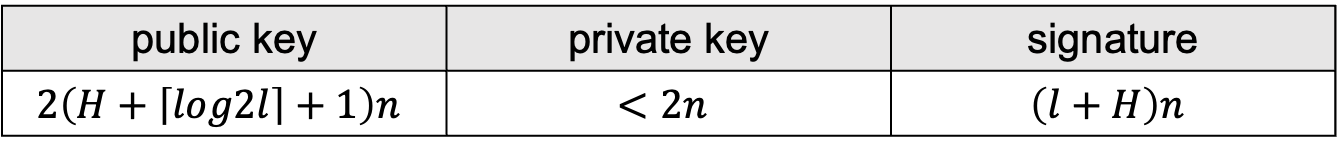 public key private key signature
2(H + ⌈log2l⌉ + 1)n < 2n (l + H)n